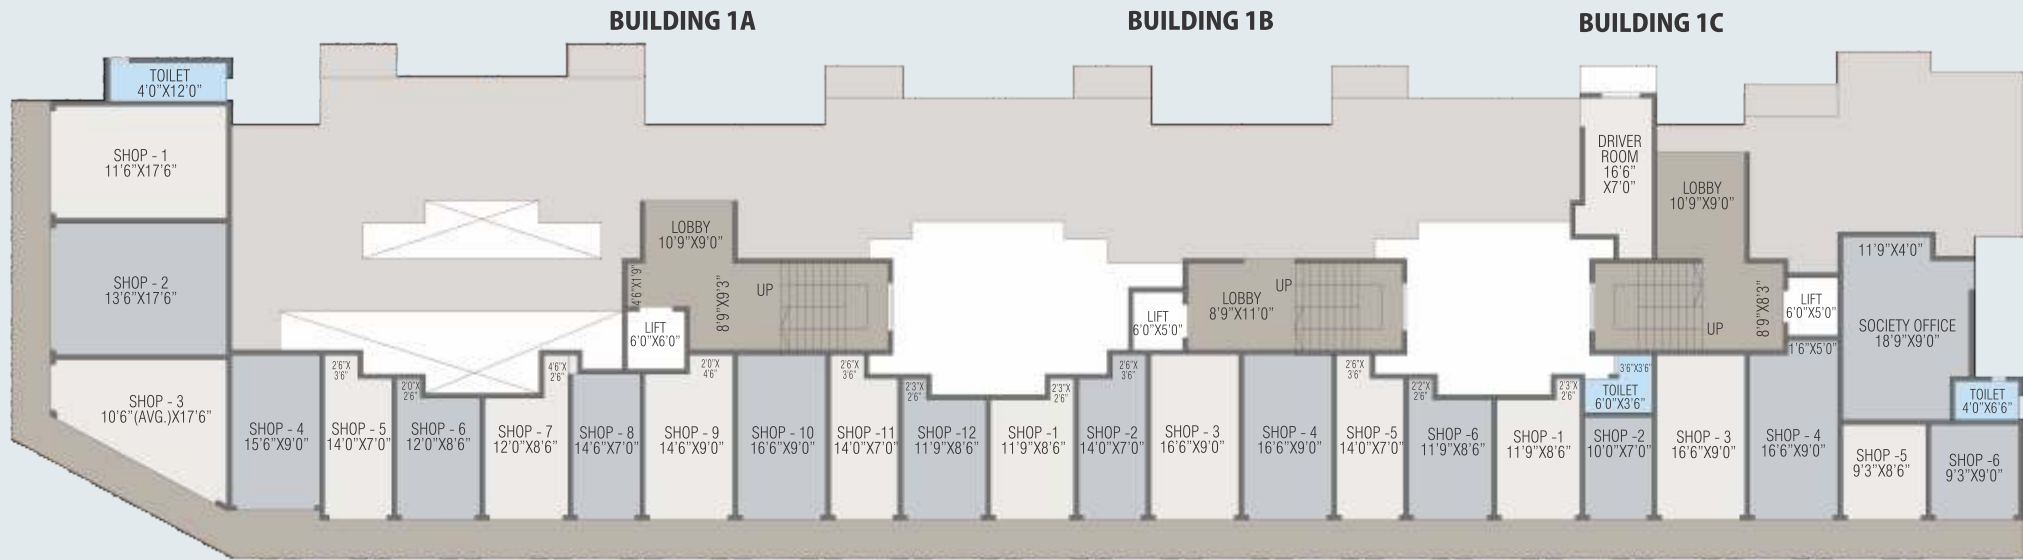 BUILDING 1A
BUILDING 1B
BUILDING 1C
TOILET
4'0"X12'0"
SHOP - 1
11'6"X17'6"
SHOP - 2
13'6"X17'6"
SHOP - 3
10'6"(AVG.)X17'6"
LOBBY
10'9"X9'0"
4'6"X1'9"
8'9"X9'3"
UP
LIFT
6'0"X6'0"
LIFT
6'0"X5'0"
LOBBY
8'9"X11'0"
UP
DRIVER
ROOM
16'6"
X7'0"
LOBBY
10'9"X9'0"
UP
8'9"X8'3"
LIFT
6'0"X5'0"
1'6"X5'0"
11'9"X4'0"
SOCIETY OFFICE
18'9"X9'0"
TOILET
4'0"X6'6"
SHOP - 4
15'6"X9'0"
2'6"X
3'6"
SHOP - 5
14'0"X7'0"
2'0"X
2'6"
SHOP - 6
12'0"X8'6"
SHOP - 7
12'0"X8'6"
4'6"X
2'6"
SHOP - 8
14'6"X7'0"
2'0"X
4'6"
SHOP - 9
14'6"X9'0"
SHOP - 10
16'6"X9'0"
2'6"X
3'6"
SHOP -11
14'0"X7'0"
2'3"X
2'6"
SHOP -12
11'9"X8'6"
SHOP -1
11'9"X8'6"
2'3"X
2'6"
2'6"X
3'6"
SHOP -2
14'0"X7'0"
SHOP - 3
16'6"X9'0"
SHOP - 4
16'6"X9'0"
2'6"X
3'6"
SHOP -5
14'0"X7'0"
2'2"X
2'6"
SHOP -6
11'9"X8'6"
SHOP -1
11'9"X8'6"
2'3"X
2'6"
3'6"X3'6"
TOILET
6'0"X3'6"
SHOP -2
10'0"X7'0"
SHOP - 3
16'6"X9'0"
SHOP - 4
16'6"X9'0"
SHOP -5
9'3"X8'6"
SHOP -6
9'3"X9'0"